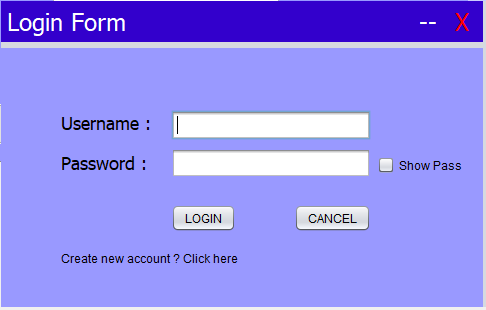 Login Form -- X
Username :
Password : Show Pass
LOGIN CANCEL
Create new account ? Click here